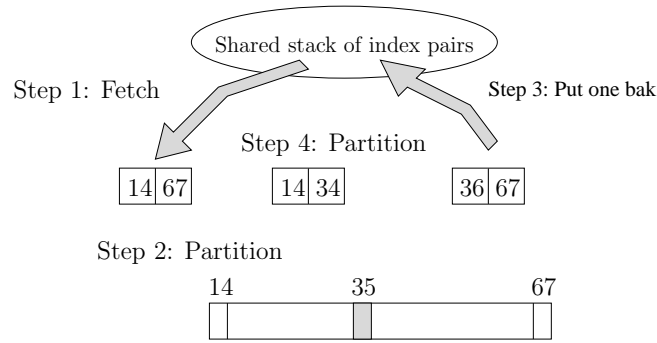 Shared stack of index pairs
Step 1: Fetch
Step 3: Put one bak
Step 4: Partition
14 67
14 34
36 67
Step 2: Partition
14 35 67